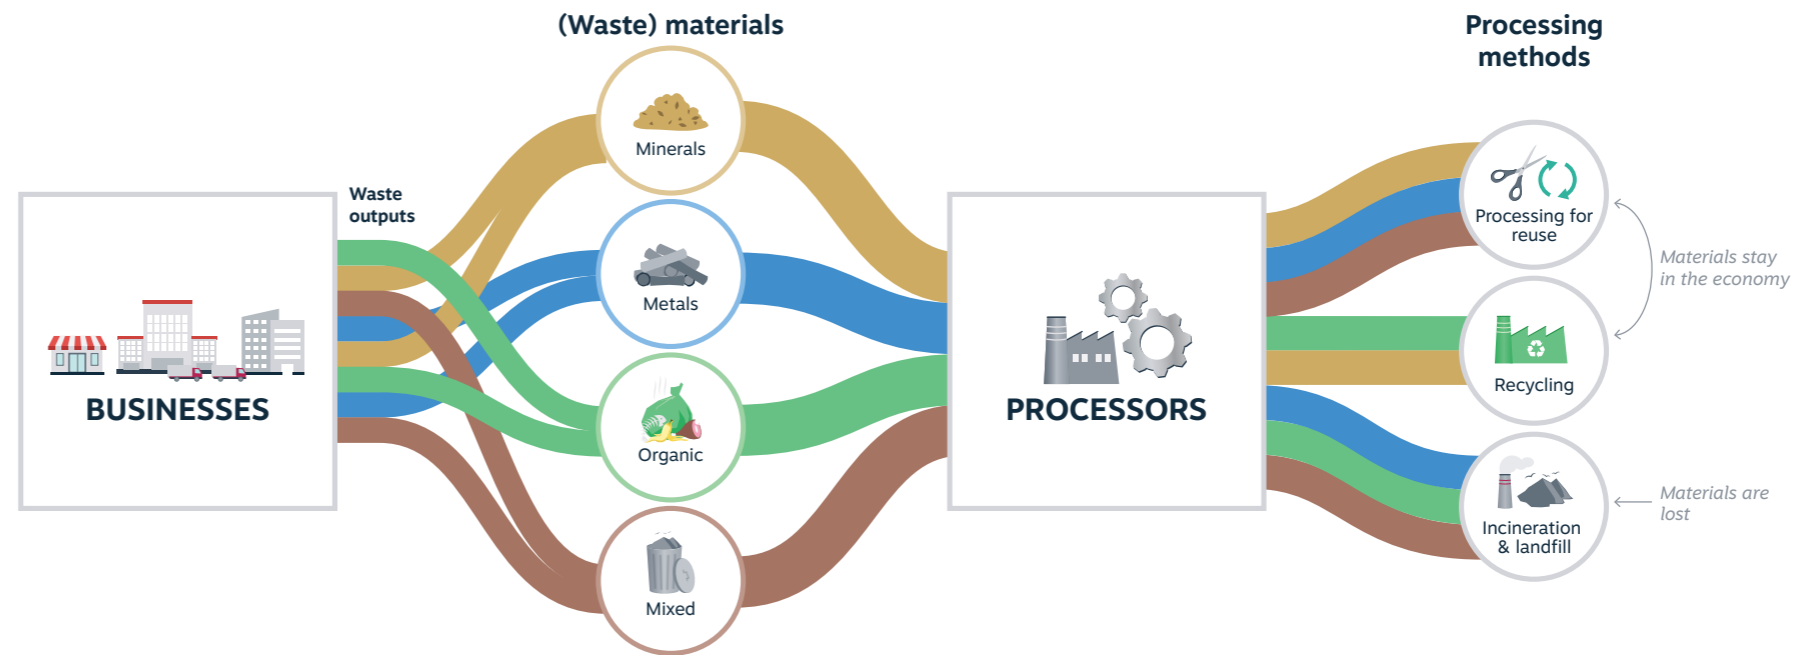 (Waste) materials
Processing
methods
Minerals
Waste
outputs
Processing for
reuse
Materials stay
in the economy
Metals
BUSINESSES
PROCESSORS
Recycling
Organic
Materials are
lost
Incineration
& landfill
Mixed